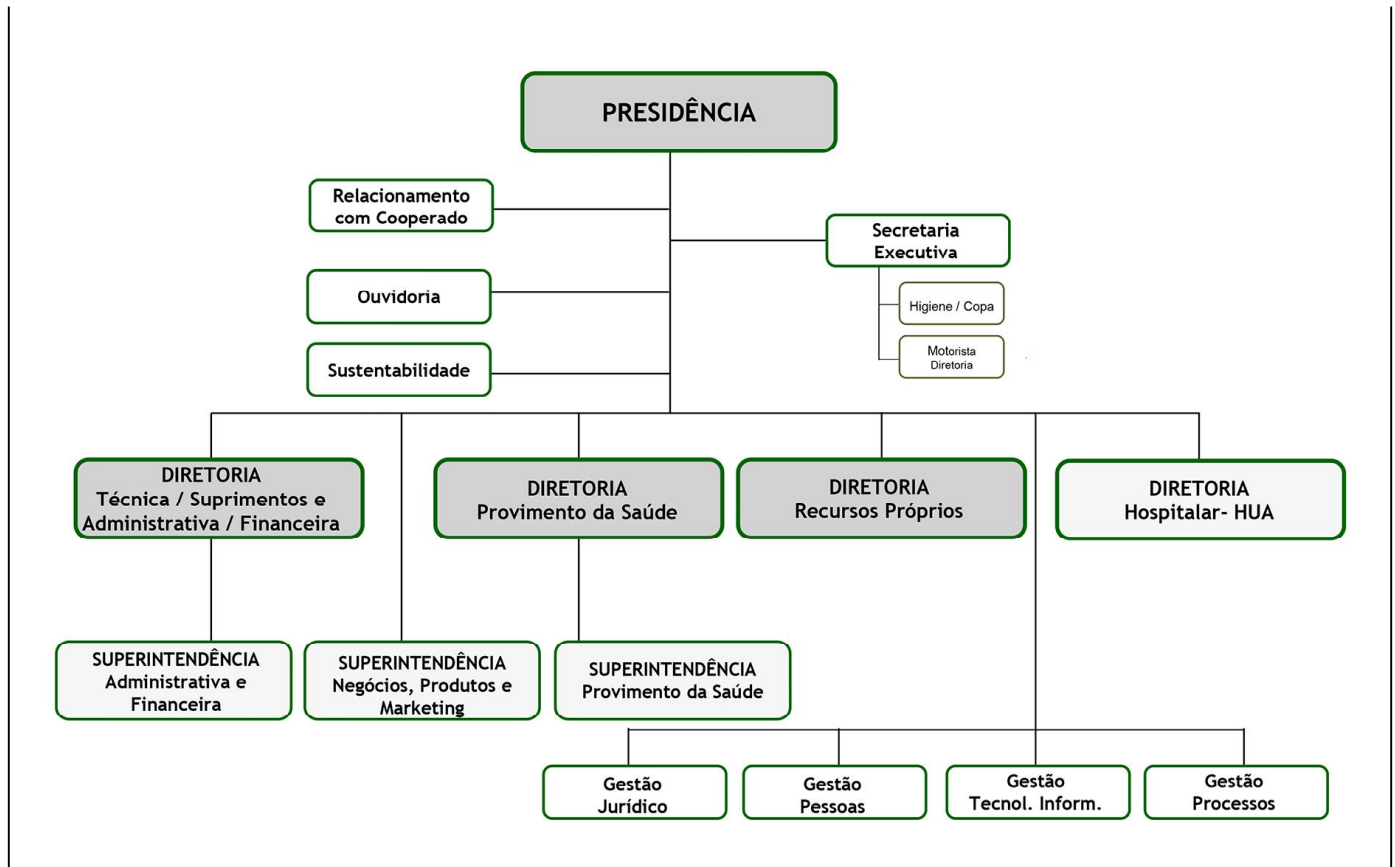 PRESIDÊNCIA
Relacionamento
com Cooperado
Secretaria
Executiva
Ouvidoria
Higiene / Copa
Sustentabilidade
Motorista
Diretoria
DIRETORIA
Técnica / Suprimentos e
Administrativa / Financeira
DIRETORIA
Provimento da Saúde
DIRETORIA
Recursos Próprios
DIRETORIA
Hospitalar- HUA
SUPERINTENDÊNCIA
Administrativa e
Financeira
SUPERINTENDÊNCIA
Negócios, Produtos e
Marketing
SUPERINTENDÊNCIA
Provimento da Saúde
Gestão
Jurídico
Gestão
Pessoas
Gestão
Tecnol. Inform.
Gestão
Processos